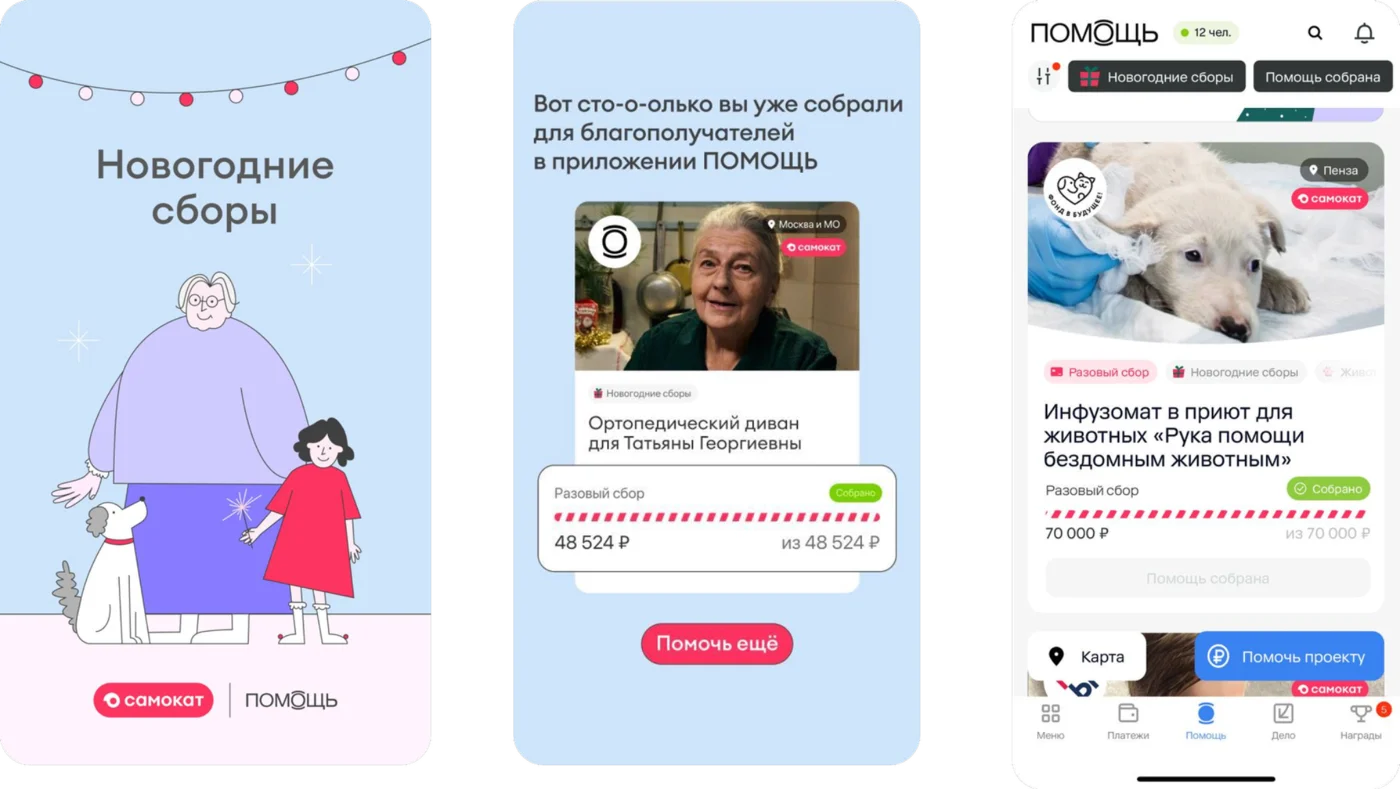 Новогодние
сборы
самокат
ПОМОЩЬ
Вот сто-о-олько вы уже собрали
для благополучателей
в приложении ПОМОЩЬ
Москва и МО
самокат
Новогодние сборы
Ортопедический диван
для Татьяны Георгиевны
Разовый сбор
Собрано
48 524 ₽
из 48 524 ₽
Помочь ещё
ПОМОЩЬ
12 чел.
Новогодние сборы
Помощь собрана
ФОНД В БУДУЩЕЕ!
Пенза
самокат
Разовый сбор
Новогодние сборы
Инфузомат в приют для
животных «Рука помощи
бездомным животным»
Разовый сбор
Собрано
70 000 ₽
из 70 000 ₽
Помощь собрана
Карта
Помочь проекту
самокат
Меню
Платежи
Помощь
Дело
Награды
5